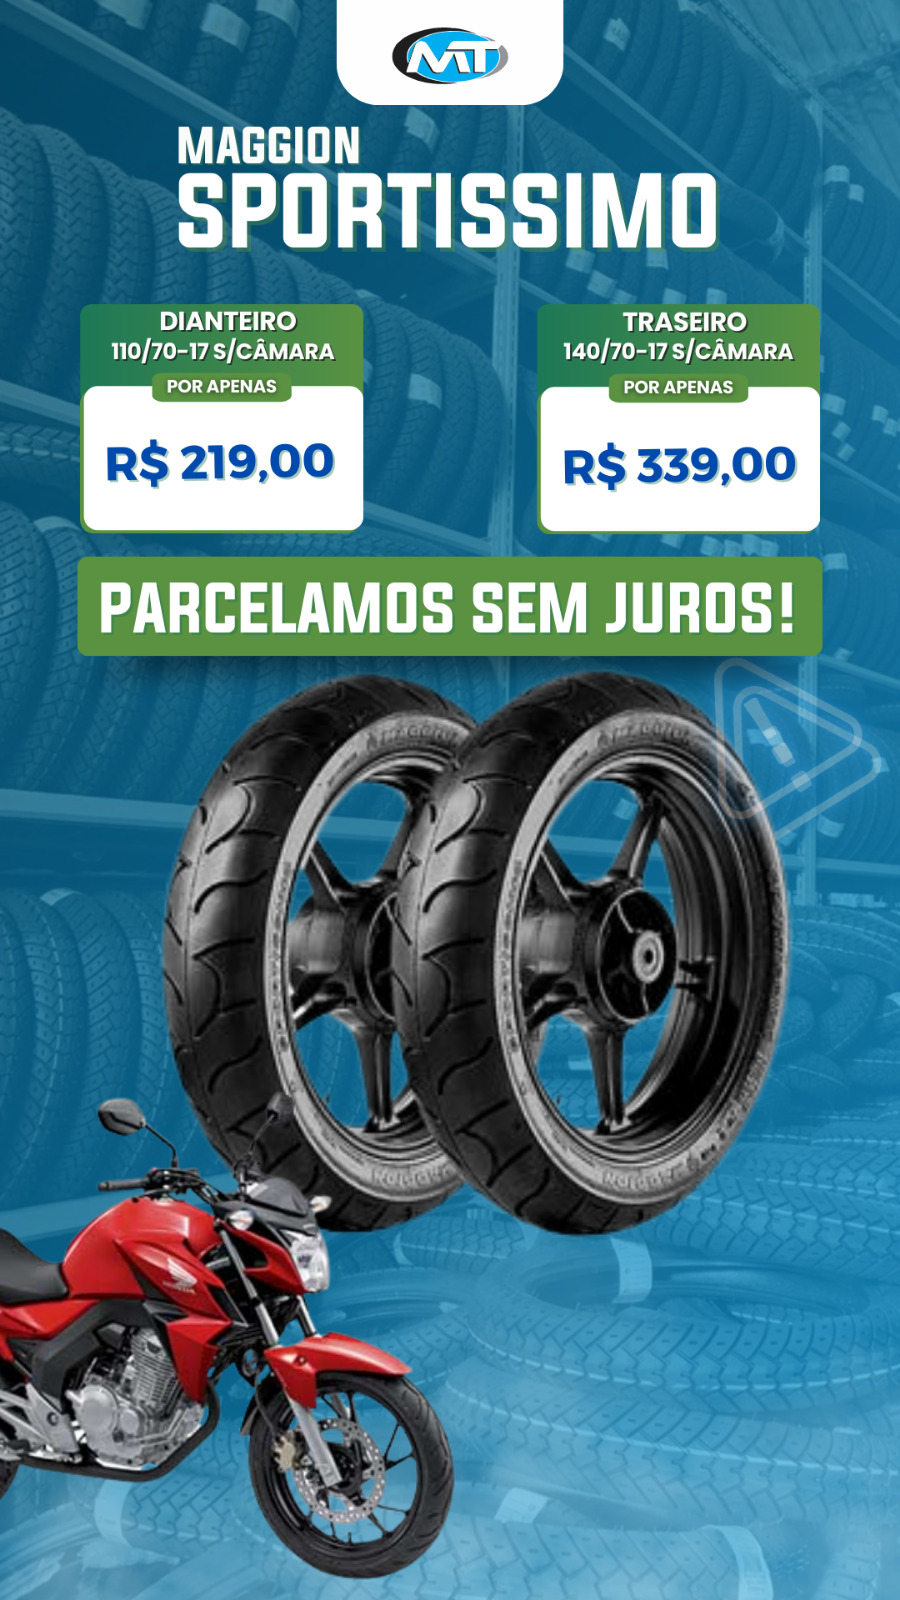 MT
MAGGION
SPORTISSIMO
DIANTEIRO
110/70-17 S/CÂMARA
POR APENAS
R$ 219,00
TRASEIRO
140/70-17 S/CÂMARA
POR APENAS
R$ 339,00
PARCELAMOS SEM JUROS!
HONDA